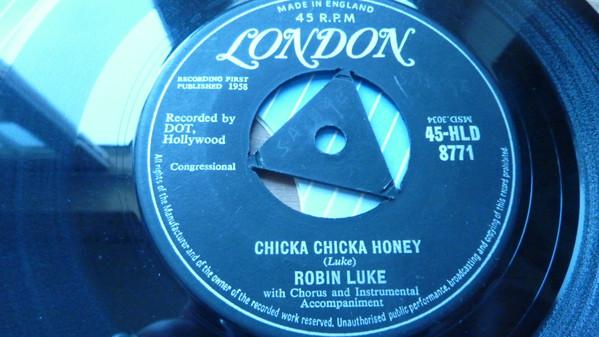 MADE IN ENGLAND
45 R.P.M
LONDON
RECORDING FIRST
PUBLISHED 1958
Recorded by
DOT,
Hollywood
Congressional
MSD.3034
45-HLD
8771
CHICKA CHICKA HONEY
(Luke)
ROBIN LUKE
with Chorus and Instrumental
Accompaniment
All rights of the Manufacturer and of the owner of the recorded work reserved. Unauthorised public performance, broadcasting and copying of this record prohibited.